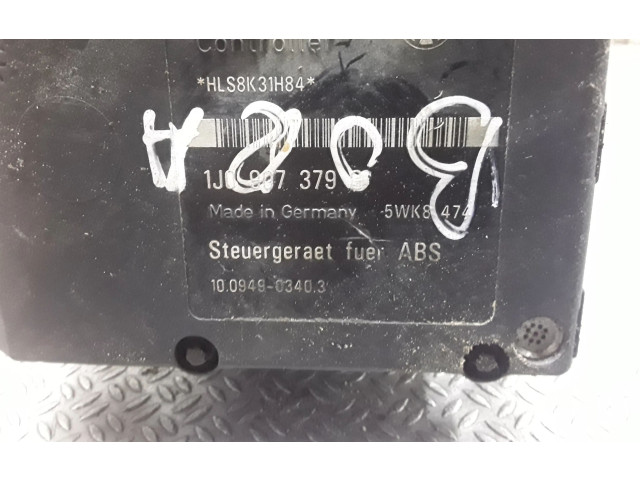 Controller
*HLS8K31H84*
1J0 907 379
Made in Germany 5WK8 474
Steuergeraet fuer ABS
10.0949-0340.3